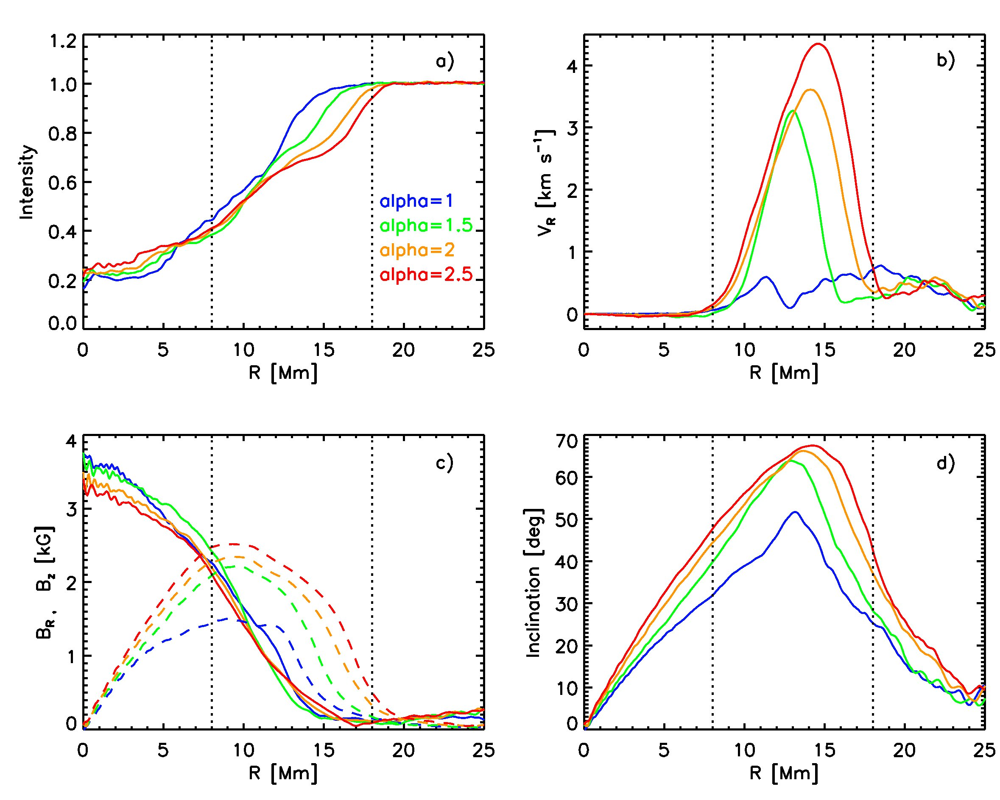 a)
1.2
1.0
0.8
0.6
0.4
0.2
0.0
Intensity
alpha=1
alpha=1.5
alpha=2
alpha=2.5
0 5 10 15 20 25
R [Mm]
b)
4
3
2
1
0
V_R [km s⁻¹]
0 5 10 15 20 25
R [Mm]
c)
4
3
2
1
0
B_R, B_z [kG]
0 5 10 15 20 25
R [Mm]
d)
70
60
50
40
30
20
10
0
Inclination [deg]
0 5 10 15 20 25
R [Mm]